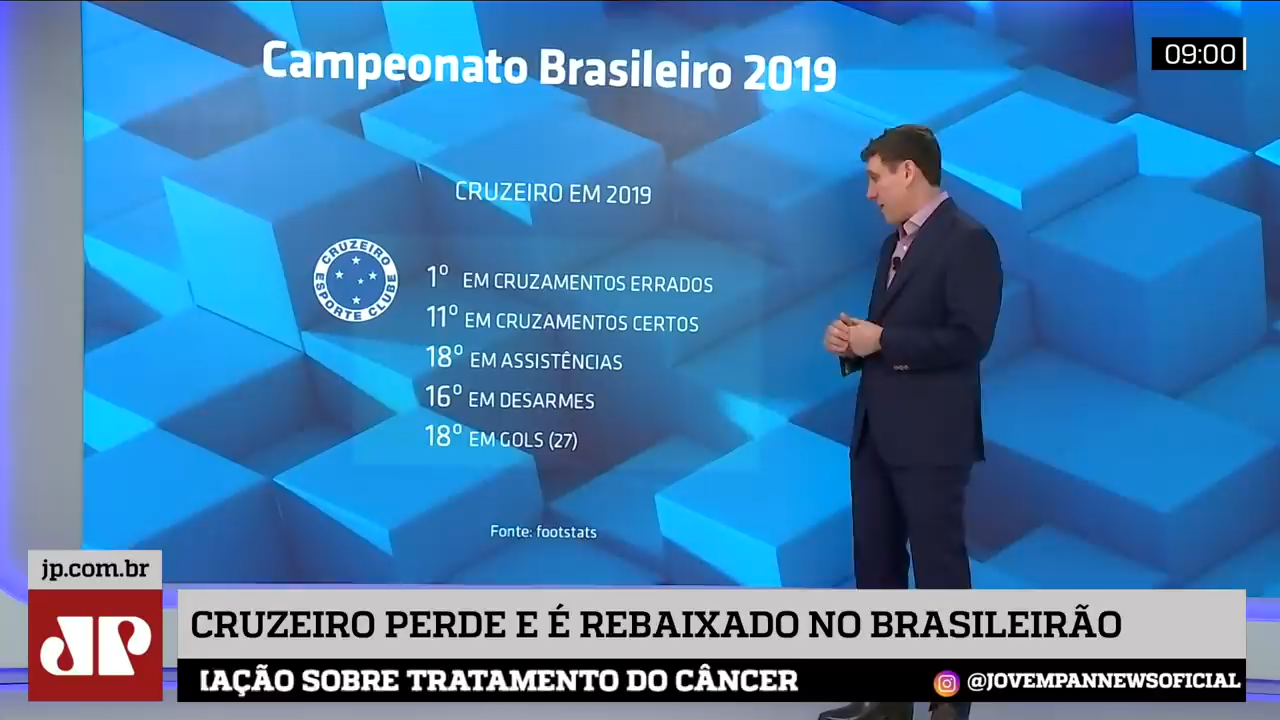 Campeonato Brasileiro 2019
09:00
CRUZEIRO EM 2019
CRUZEIRO
ESPORTE CLUBE
1º EM CRUZAMENTOS ERRADOS
11º EM CRUZAMENTOS CERTOS
18º EM ASSISTÊNCIAS
16º EM DESARMES
18º EM GOLS (27)
Fonte: footstats
jp.com.br
JP
CRUZEIRO PERDE E É REBAIXADO NO BRASILEIRÃO
IAÇÃO SOBRE TRATAMENTO DO CÂNCER
@JOVEMPANNEWSOFICIAL